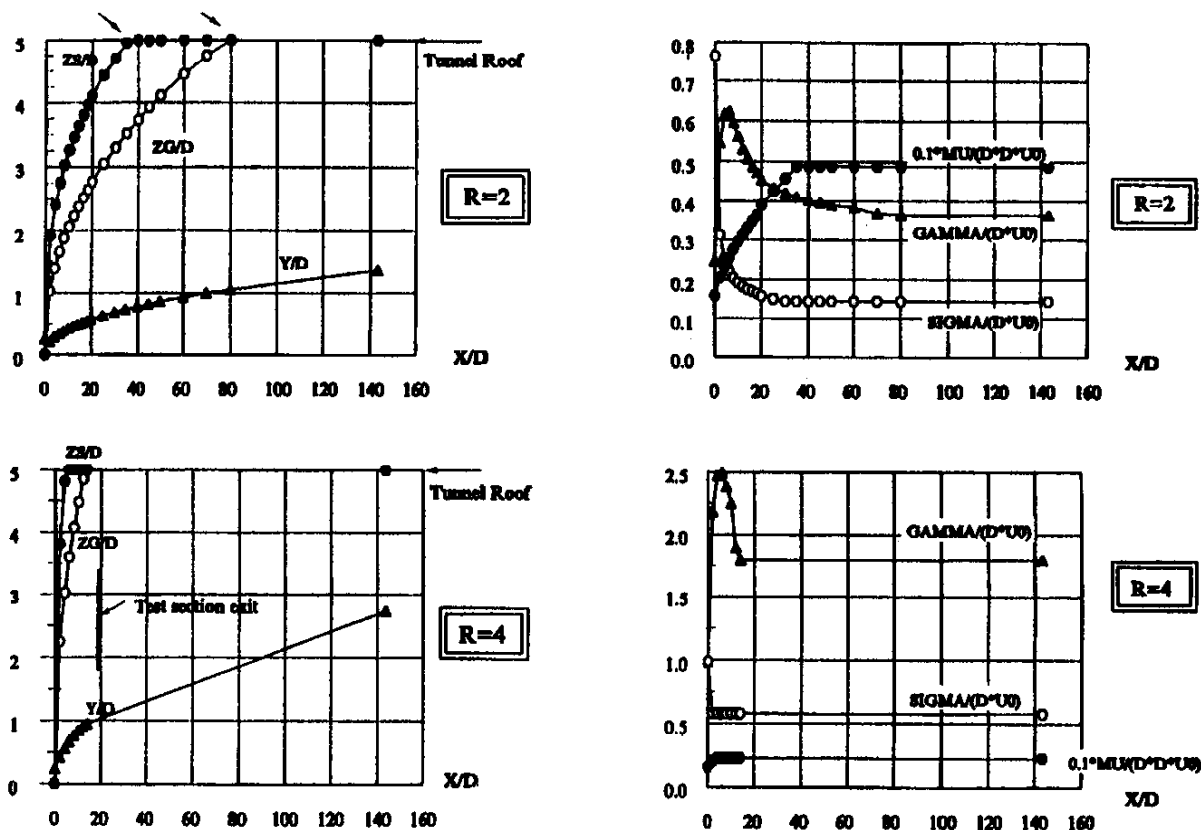 5
4
3
2
1
0
ZS/D
ZG/D
Y/D
Tunnel Roof
R=2
X/D
0 20 40 60 80 100 120 140 160
0.8
0.7
0.6
0.5
0.4
0.3
0.2
0.1
0.0
0.1*MU/(D*D*U0)
GAMMA/(D*U0)
SIGMA/(D*U0)
R=2
X/D
0 20 40 60 80 100 120 140 160
5
4
3
2
1
0
ZS/D
ZG/D
Y/D
Tunnel Roof
Test section exit
R=4
X/D
0 20 40 60 80 100 120 140 160
2.5
2.0
1.5
1.0
0.5
0.0
GAMMA/(D*U0)
SIGMA/(D*U0)
0.1*MU/(D*D*U0)
R=4
X/D
0 20 40 60 80 100 120 140 160